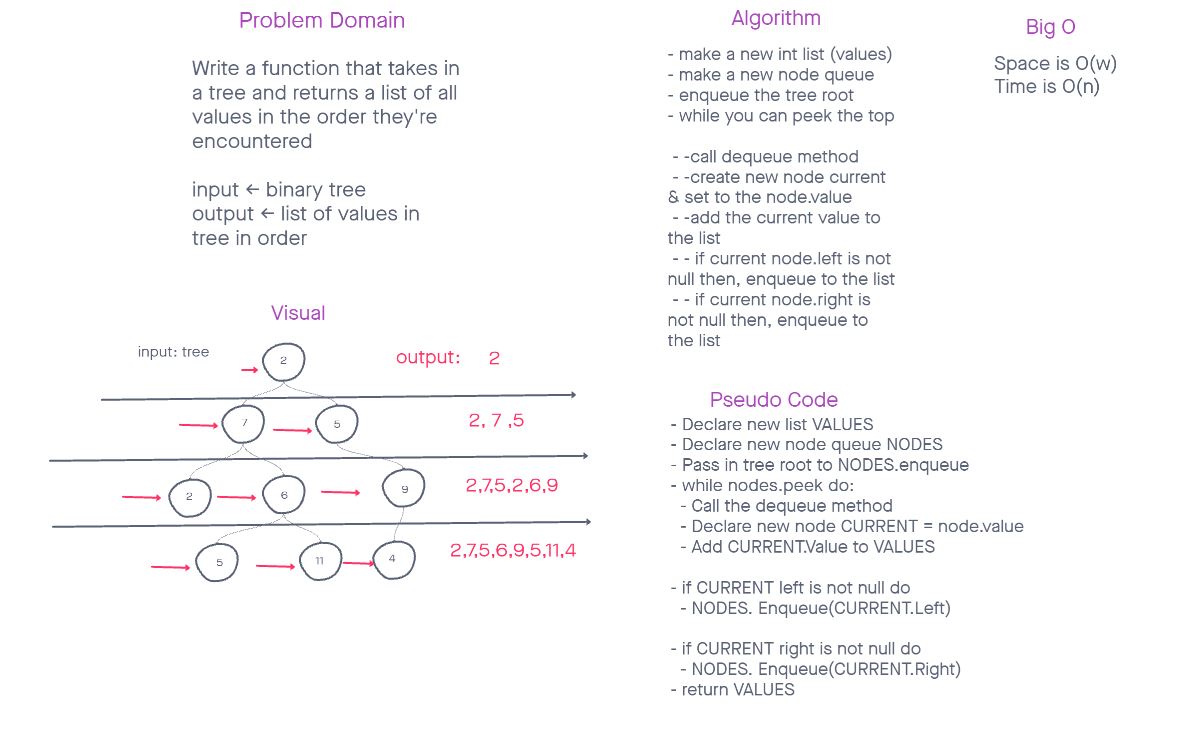 Problem Domain
Write a function that takes in
a tree and returns a list of all
values in the order they're
encountered
input ← binary tree
output ← list of values in
tree in order
Visual
input: tree
2
output: 2
7
5
2, 7 ,5
2
6
9
2,7,5,2,6,9
5
11
4
2,7,5,6,9,5,11,4
Algorithm
- make a new int list (values)
- make a new node queue
- enqueue the tree root
- while you can peek the top
- -call dequeue method
- -create new node current
& set to the node.value
- -add the current value to
the list
- - if current node.left is not
null then, enqueue to the list
- - if current node.right is
not null then, enqueue to
the list
Pseudo Code
- Declare new list VALUES
- Declare new node queue NODES
- Pass in tree root to NODES.enqueue
- while nodes.peek do:
- Call the dequeue method
- Declare new node CURRENT = node.value
- Add CURRENT.Value to VALUES
- if CURRENT left is not null do
- NODES. Enqueue(CURRENT.Left)
- if CURRENT right is not null do
- NODES. Enqueue(CURRENT.Right)
- return VALUES
Big O
Space is O(w)
Time is O(n)